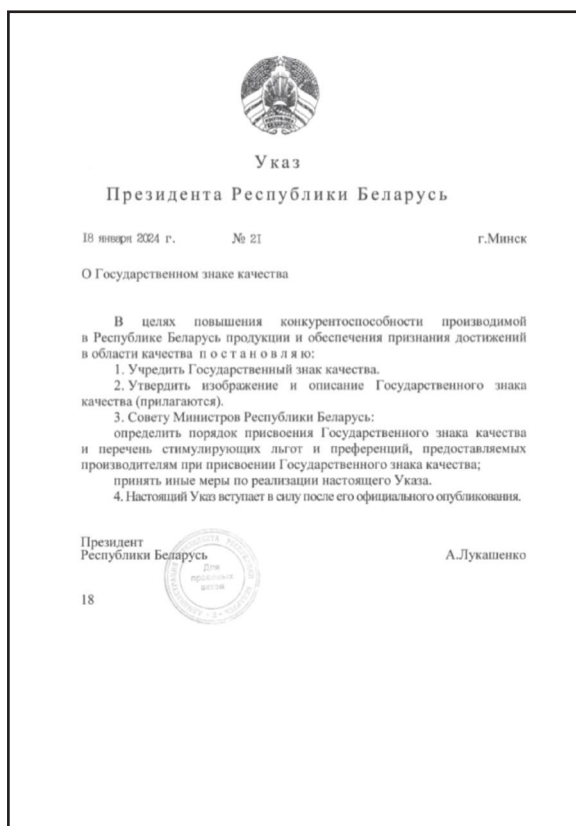 Указ
Президента Республики Беларусь
18 января 2024 г. № 21 г.Минск
О Государственном знаке качества
В целях повышения конкурентоспособности производимой
в Республике Беларусь продукции и обеспечения признания достижений
в области качества п о с т а н о в л я ю:
1. Учредить Государственный знак качества.
2. Утвердить изображение и описание Государственного знака
качества (прилагаются).
3. Совету Министров Республики Беларусь:
определить порядок присвоения Государственного знака качества
и перечень стимулирующих льгот и преференций, предоставляемых
производителям при присвоении Государственного знака качества;
принять иные меры по реализации настоящего Указа.
4. Настоящий Указ вступает в силу после его официального опубликования.
Президент
Республики Беларусь А.Лукашенко
Для
правовых
актов
18